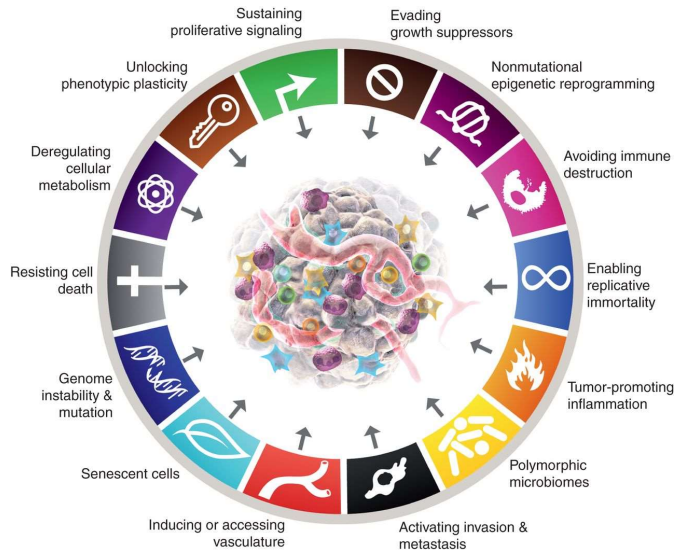 Sustaining
proliferative signaling
Evading
growth suppressors
Nonmutational
epigenetic reprogramming
Avoiding immune
destruction
Enabling
replicative
immortality
Tumor-promoting
inflammation
Polymorphic
microbiomes
Activating invasion &
metastasis
Inducing or accessing
vasculature
Senescent cells
Genome
instability &
mutation
Resisting cell
death
Deregulating
cellular
metabolism
Unlocking
phenotypic plasticity